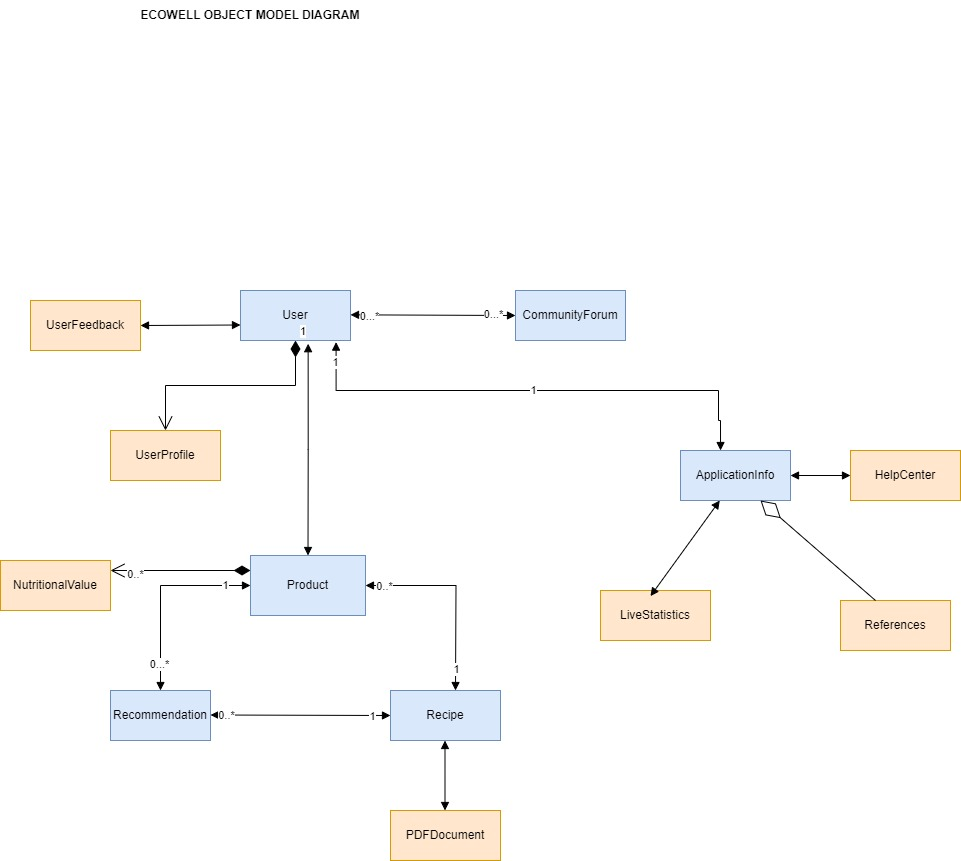 ECOWELL OBJECT MODEL DIAGRAM
User
1
UserFeedback
0...*
0...*
CommunityForum
1
1
UserProfile
ApplicationInfo
HelpCenter
NutritionalValue
0..*
Product
1
0..*
LiveStatistics
References
0...*
1
Recommendation
0..*
1
Recipe
PDFDocument